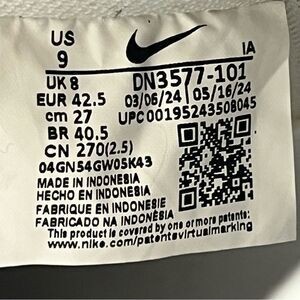 US IA
9
UK 8 DN3577-101
EUR 42.5 03/06/24 05/16/24
cm 27 UPC 00195243508045
BR 40.5
CN 270(2.5)
04GN54GW05K43
MADE IN INDONESIA
HECHO EN INDONESIA
FABRIQUE EN INDONESIE
FABRICADO NA INDONÉSIA
This product is covered by one or more patents:
www.nike.com/patentsvirtualmarking